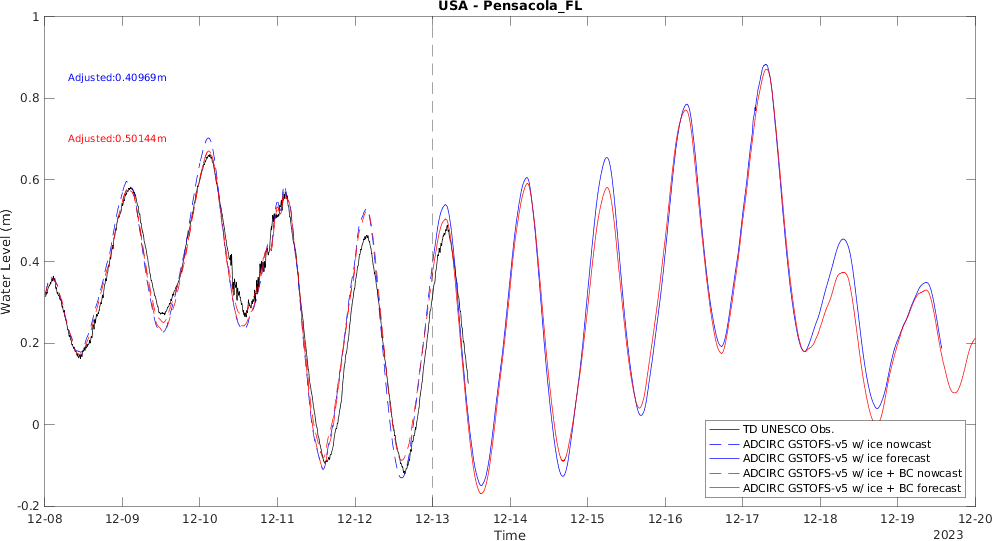 USA - Pensacola_FL
1
0.8
0.6
0.4
0.2
0
-0.2
Water Level (m)
Adjusted:0.40969m
Adjusted:0.50144m
TD UNESCO Obs.
ADCIRC GSTOFS-v5 w/ ice nowcast
ADCIRC GSTOFS-v5 w/ ice forecast
ADCIRC GSTOFS-v5 w/ ice + BC nowcast
ADCIRC GSTOFS-v5 w/ ice + BC forecast
12-08 12-09 12-10 12-11 12-12 12-13 12-14 12-15 12-16 12-17 12-18 12-19 12-20
Time
2023